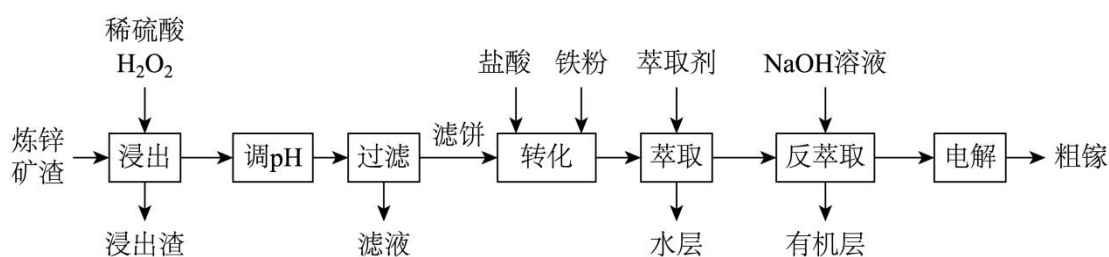 稀硫酸
H₂O₂
盐酸
铁粉
萃取剂
NaOH溶液
炼锌
矿渣
浸出
调pH
过滤
滤饼
转化
萃取
反萃取
电解
粗镓
浸出渣
滤液
水层
有机层